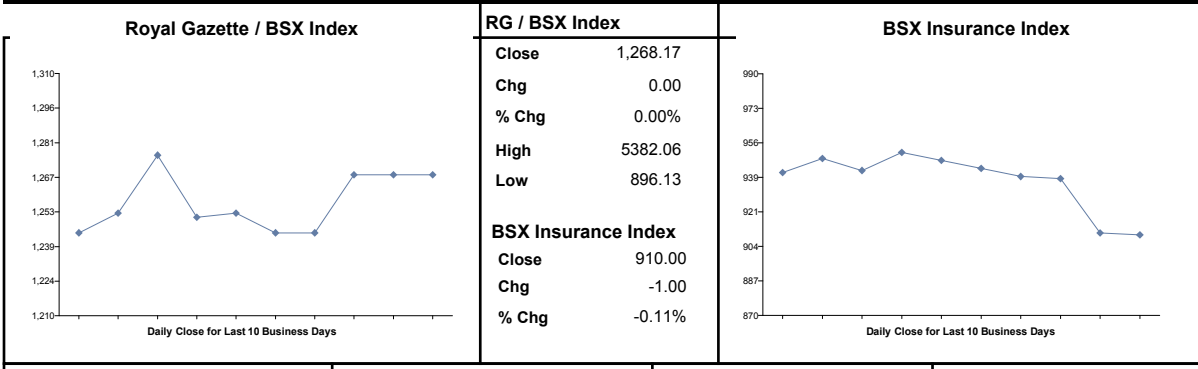 Royal Gazette / BSX Index
1,310
1,296
1,281
1,267
1,253
1,239
1,224
1,210
Daily Close for Last 10 Business Days
RG / BSX Index
Close 1,268.17
Chg 0.00
% Chg 0.00%
High 5382.06
Low 896.13
BSX Insurance Index
Close 910.00
Chg -1.00
% Chg -0.11%
BSX Insurance Index
990
973
956
939
921
904
887
870
Daily Close for Last 10 Business Days